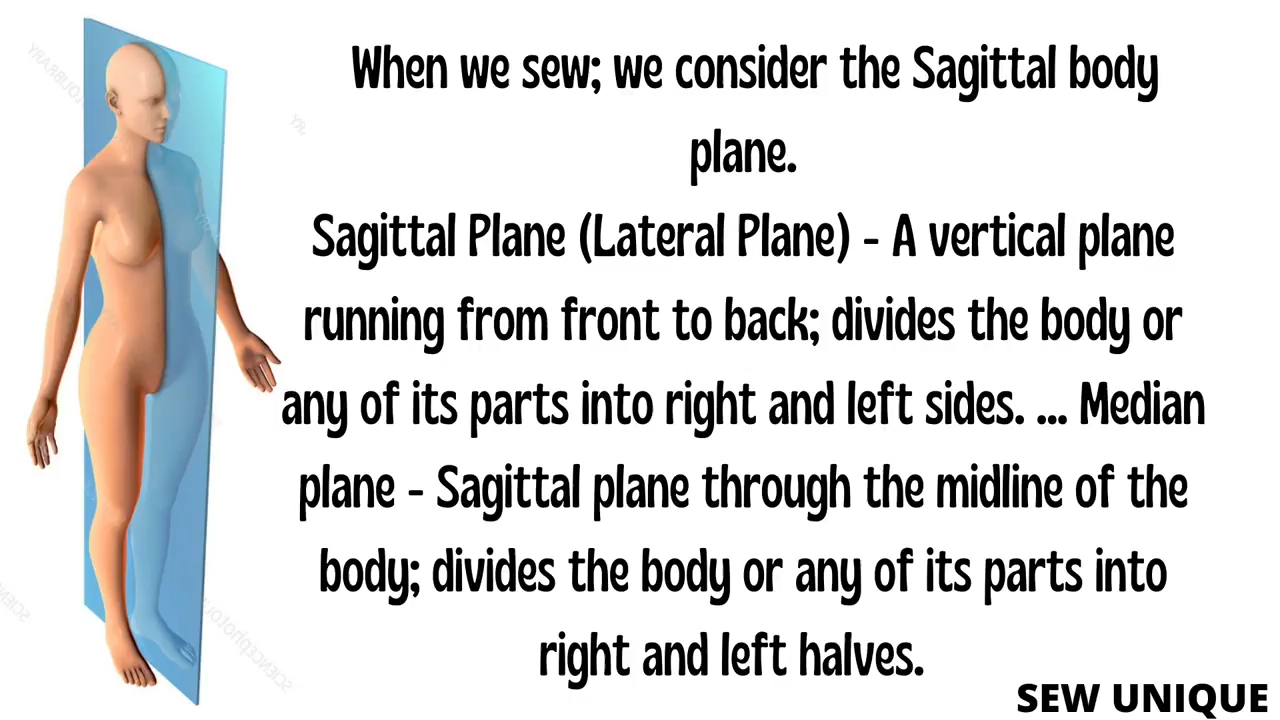 When we sew; we consider the Sagittal body
plane.
Sagittal Plane (Lateral Plane) - A vertical plane
running from front to back; divides the body or
any of its parts into right and left sides. ... Median
plane - Sagittal plane through the midline of the
body; divides the body or any of its parts into
right and left halves.
SEW UNIQUE